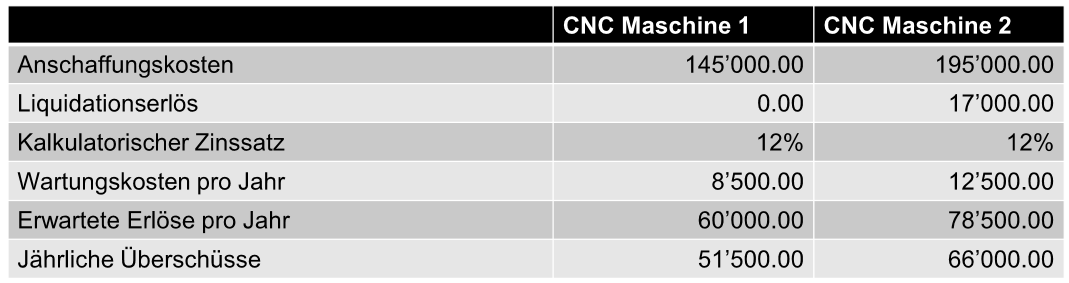 CNC Maschine 1 CNC Maschine 2
Anschaffungskosten 145’000.00 195’000.00
Liquidationserlös 0.00 17’000.00
Kalkulatorischer Zinssatz 12% 12%
Wartungskosten pro Jahr 8’500.00 12’500.00
Erwartete Erlöse pro Jahr 60’000.00 78’500.00
Jährliche Überschüsse 51’500.00 66’000.00